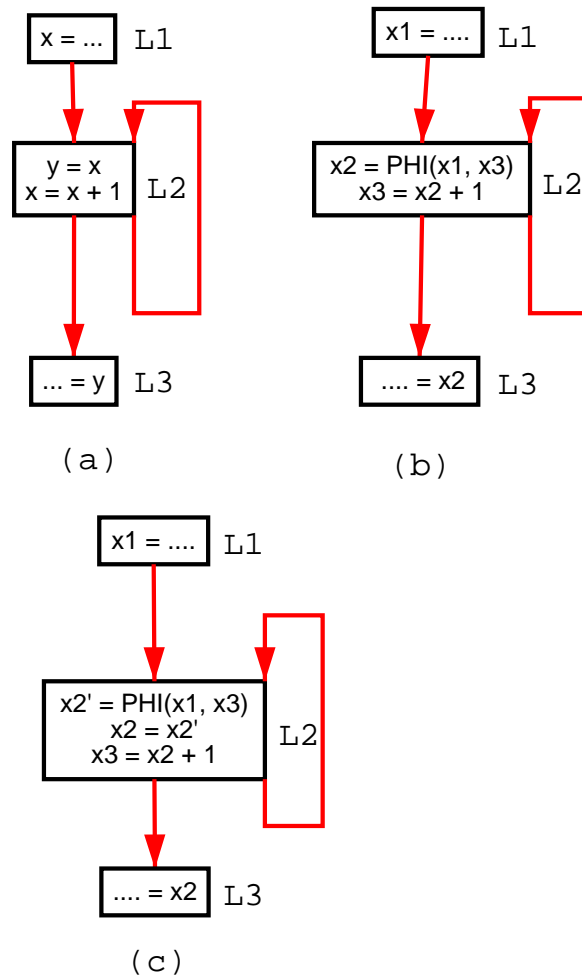 x = ... L1
y = x
x = x + 1
L2
... = y L3
(a)
x1 = .... L1
x2 = PHI(x1, x3)
x3 = x2 + 1
L2
.... = x2 L3
(b)
x1 = .... L1
x2' = PHI(x1, x3)
x2 = x2'
x3 = x2 + 1
L2
.... = x2 L3
(c)